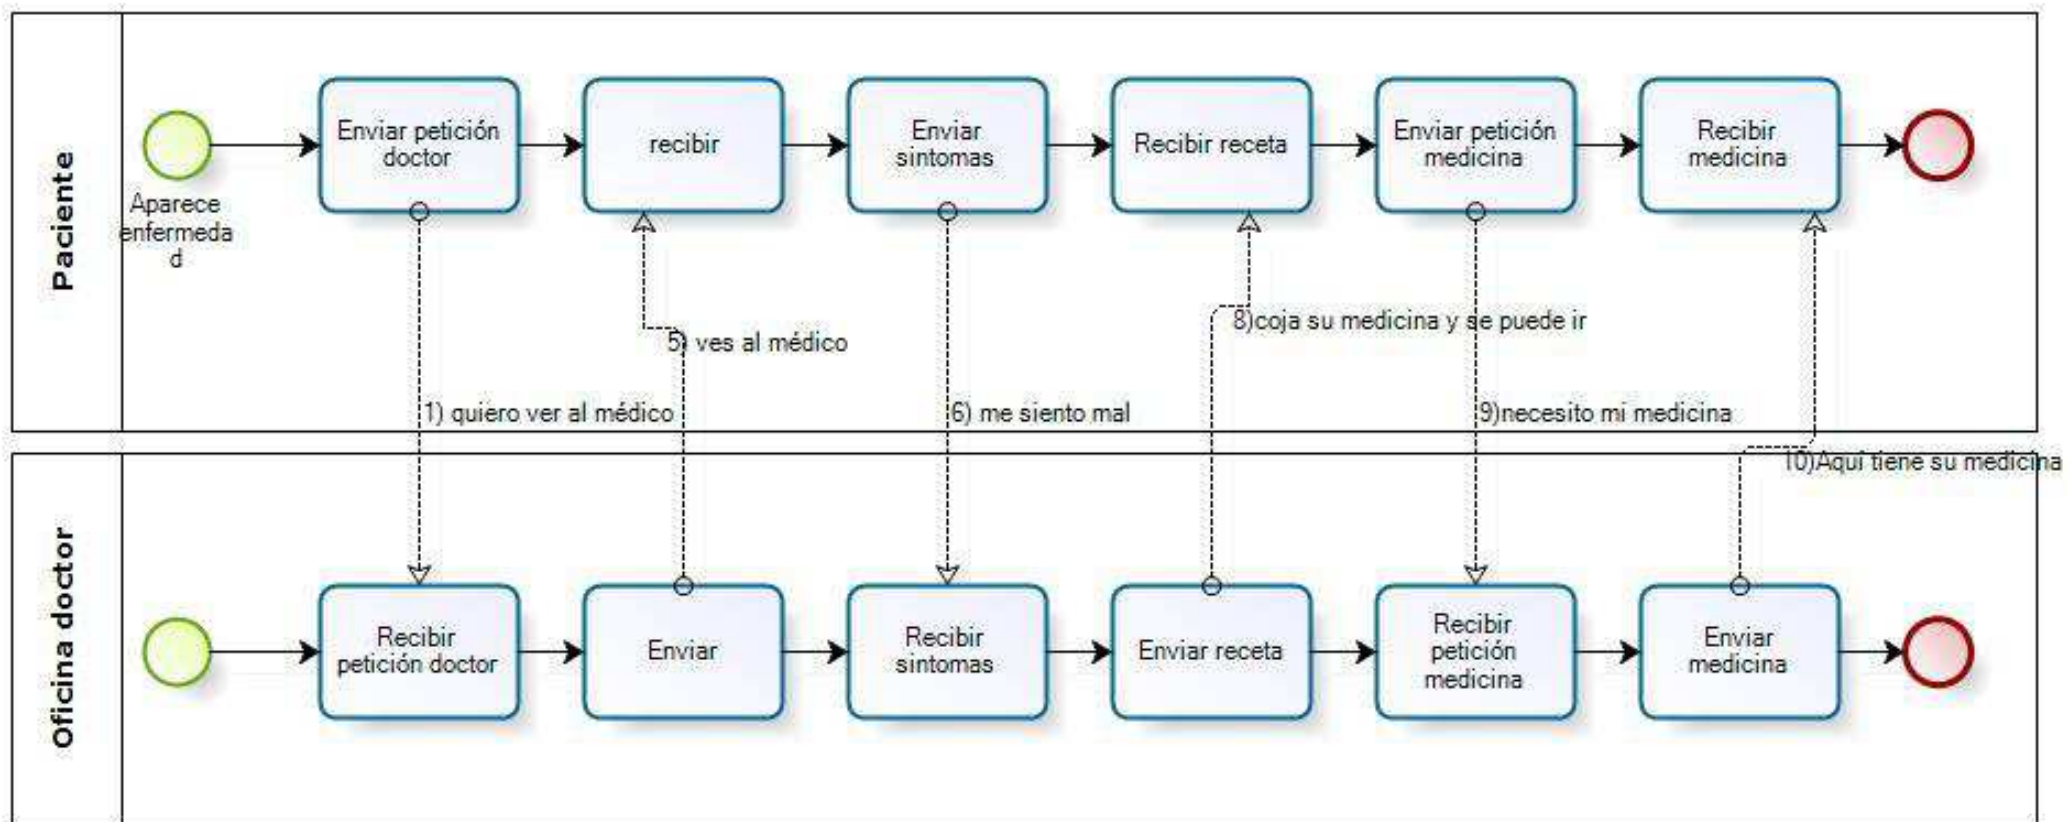 Paciente
Aparece
enfermeda
d
Enviar petición
doctor
recibir
Enviar
sintomas
Recibir receta
Enviar petición
medicina
Recibir
medicina
8)coja su medicina y se puede ir
5) ves al médico
1) quiero ver al médico
6) me siento mal
9)necesito mi medicina
10)Aquí tiene su medicina
Oficina doctor
Recibir
petición doctor
Enviar
Recibir
sintomas
Enviar receta
Recibir
petición
medicina
Enviar
medicina